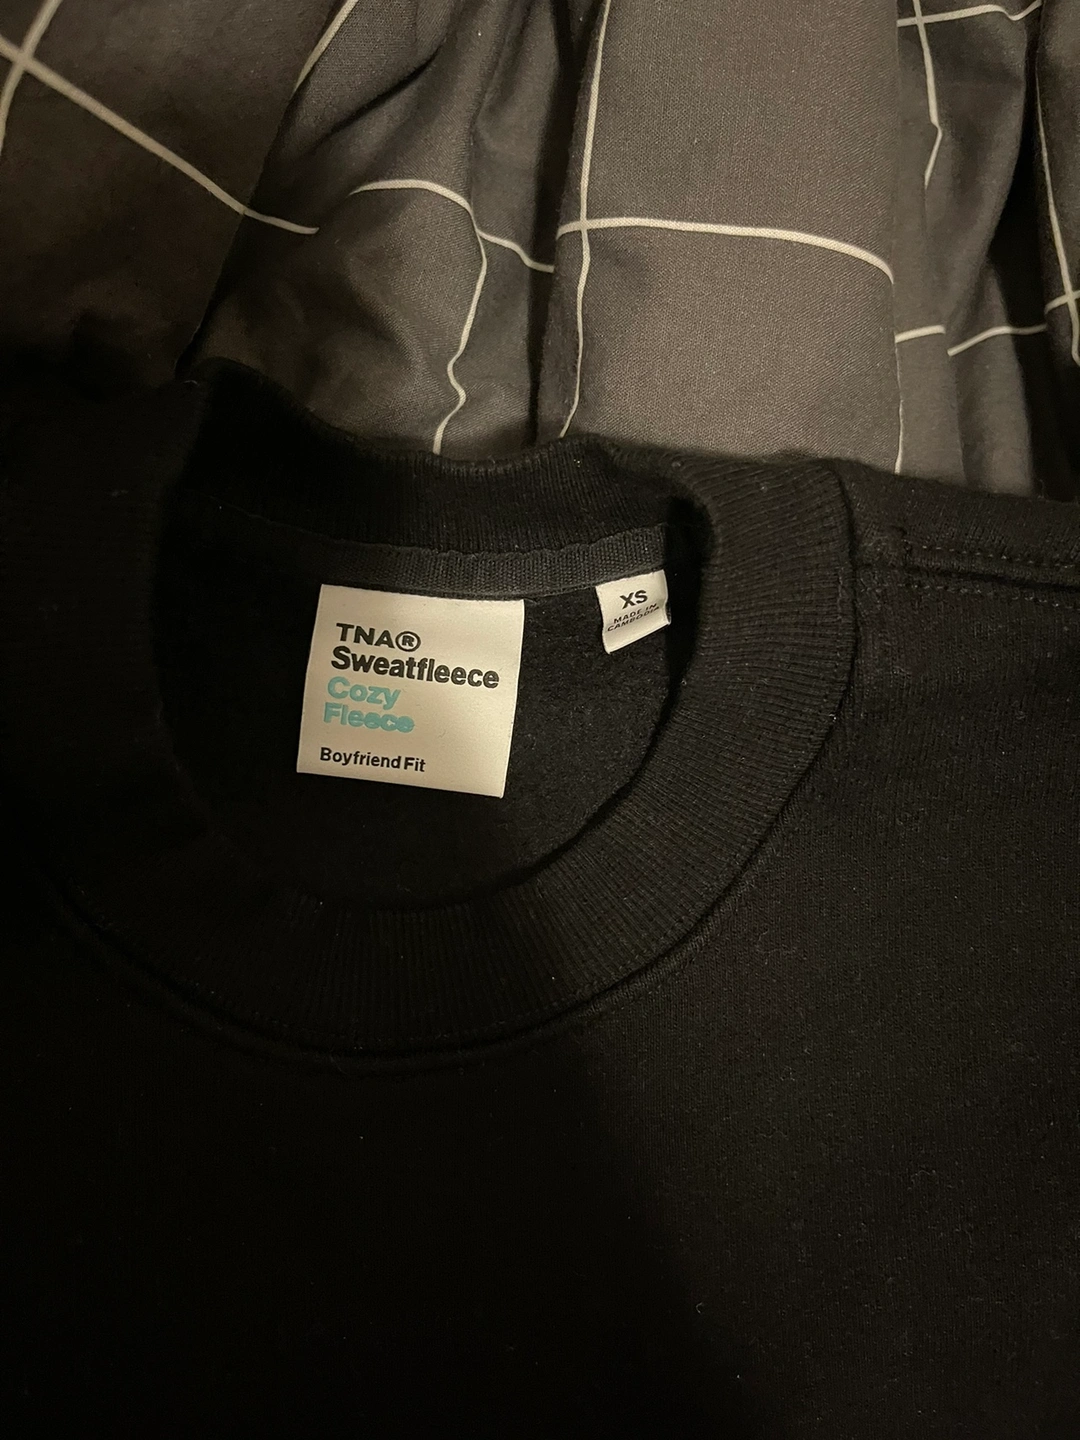 TNA®
Sweatfleece
Cozy
Fleece
Boyfriend Fit
XS
MADE IN
CAMBODIA